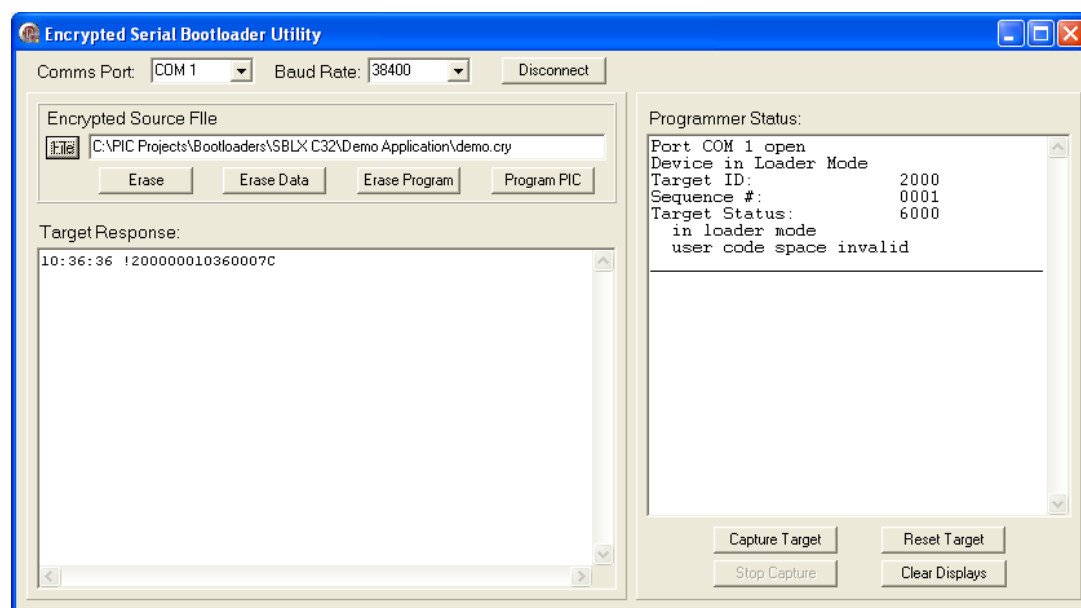 Encrypted Serial Bootloader Utility
Comms Port: COM 1 Baud Rate: 38400 Disconnect
Encrypted Source FIle
File C:\PIC Projects\Bootloaders\SBLX C32\Demo Application\demo.cry
Erase Erase Data Erase Program Program PIC
Target Response:
10:36:36 !200000010360007C
Programmer Status:
Port COM 1 open
Device in Loader Mode
Target ID: 2000
Sequence #: 0001
Target Status: 6000
in loader mode
user code space invalid
Capture Target Reset Target
Stop Capture Clear Displays